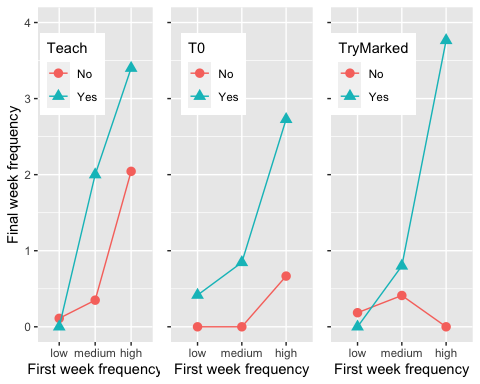 Final week frequency
4
3
2
1
0
Teach
No
Yes
low medium high
First week frequency
T0
No
Yes
low medium high
First week frequency
TryMarked
No
Yes
low medium high
First week frequency